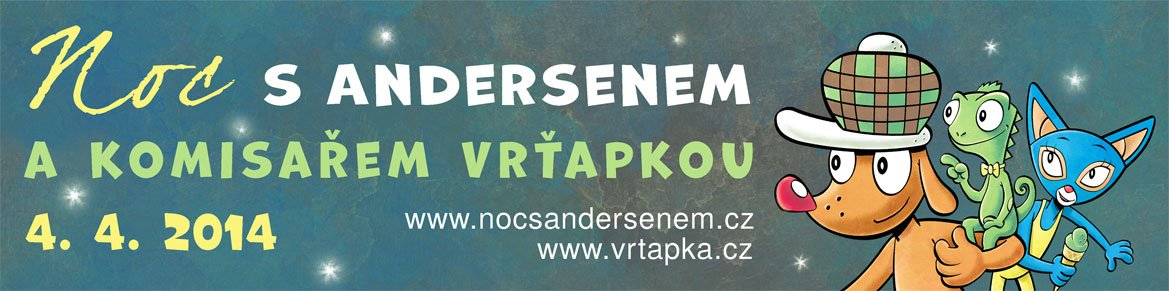 Noc S ANDERSENEM
A KOMISAŘEM VRŤAPKOU
4. 4. 2014
www.nocsandersenem.cz
www.vrtapka.cz